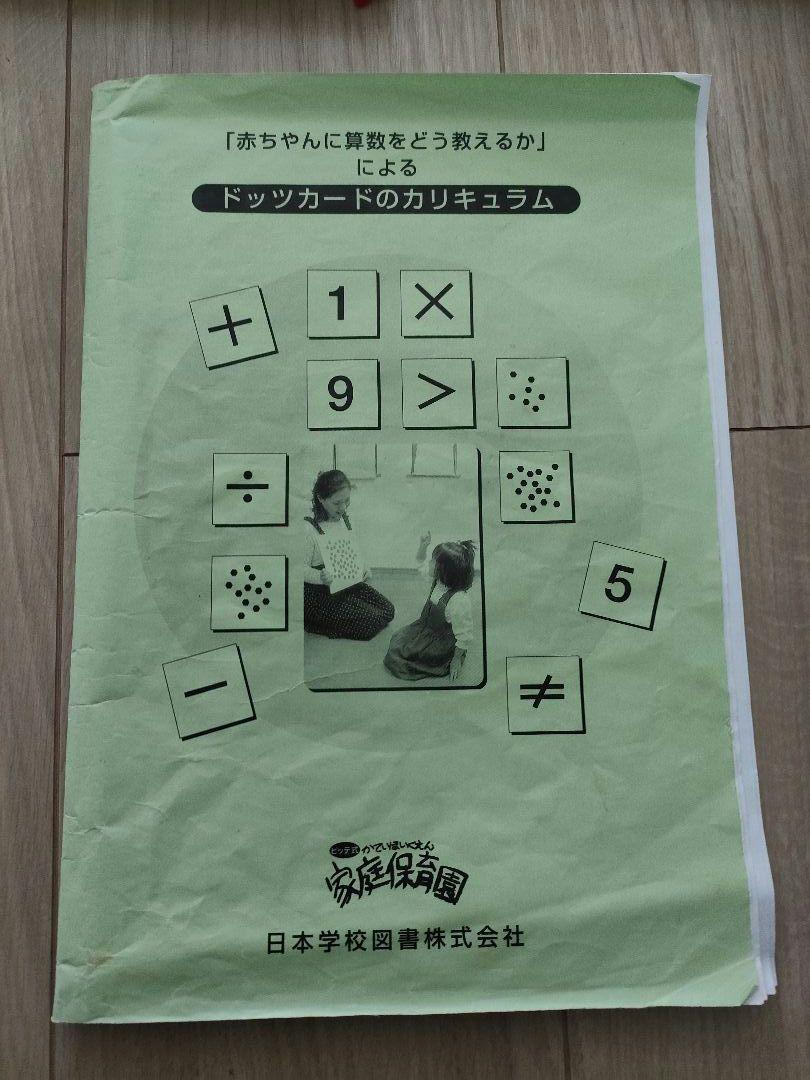 「赤ちゃんに算数をどう教えるか」
による
ドッツカードのカリキュラム
+
1
×
9
>
÷
5
−
≠
ピッテ式 かていほいくえん
家庭保育園
日本学校図書株式会社